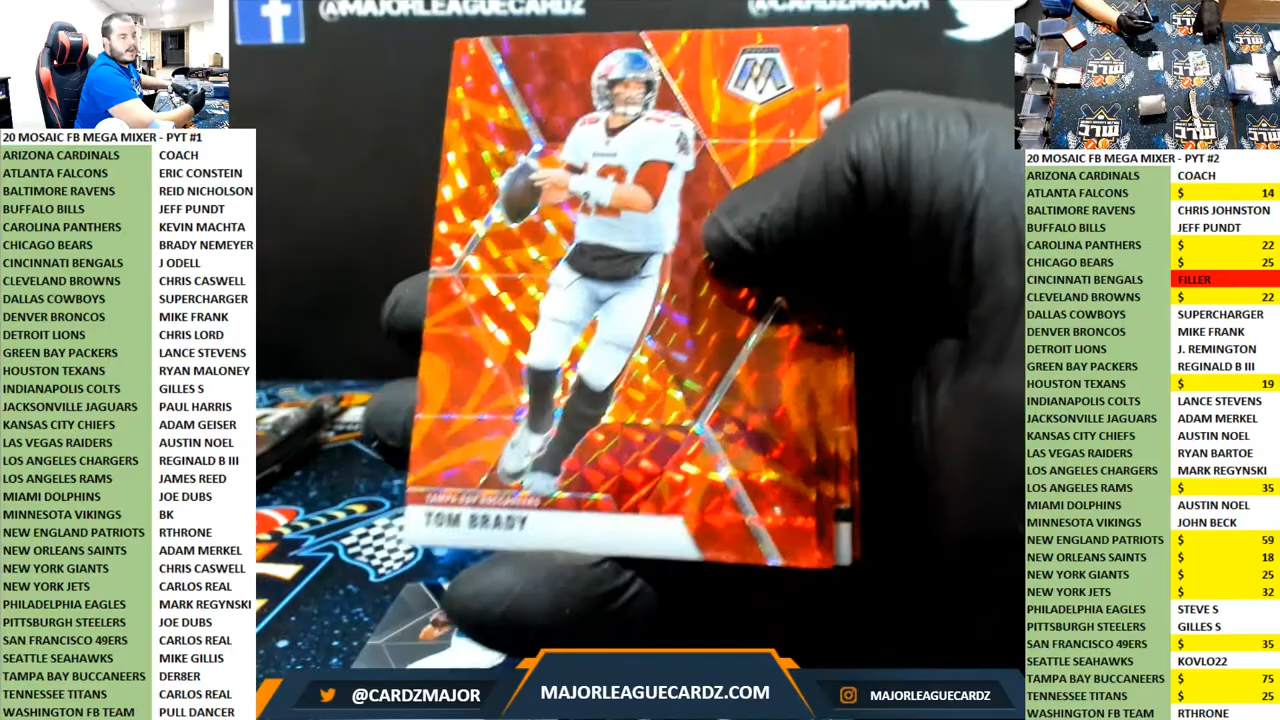 @MAJORLEAGUECARDZ
@CARDZMAJOR
20 MOSAIC FB MEGA MIXER - PYT #1
ARIZONA CARDINALS COACH
ATLANTA FALCONS ERIC CONSTEIN
BALTIMORE RAVENS REID NICHOLSON
BUFFALO BILLS JEFF PUNDT
CAROLINA PANTHERS KEVIN MACHTA
CHICAGO BEARS BRADY NEMEYER
CINCINNATI BENGALS J ODELL
CLEVELAND BROWNS CHRIS CASWELL
DALLAS COWBOYS SUPERCHARGER
DENVER BRONCOS MIKE FRANK
DETROIT LIONS CHRIS LORD
GREEN BAY PACKERS LANCE STEVENS
HOUSTON TEXANS RYAN MALONEY
INDIANAPOLIS COLTS GILLES S
JACKSONVILLE JAGUARS PAUL HARRIS
KANSAS CITY CHIEFS ADAM GEISER
LAS VEGAS RAIDERS AUSTIN NOEL
LOS ANGELES CHARGERS REGINALD B III
LOS ANGELES RAMS JAMES REED
MIAMI DOLPHINS JOE DUBS
MINNESOTA VIKINGS BK
NEW ENGLAND PATRIOTS RTHRONE
NEW ORLEANS SAINTS ADAM MERKEL
NEW YORK GIANTS CHRIS CASWELL
NEW YORK JETS CARLOS REAL
PHILADELPHIA EAGLES MARK REGYNSKI
PITTSBURGH STEELERS JOE DUBS
SAN FRANCISCO 49ERS CARLOS REAL
SEATTLE SEAHAWKS MIKE GILLIS
TAMPA BAY BUCCANEERS DER8ER
TENNESSEE TITANS CARLOS REAL
WASHINGTON FB TEAM PULL DANCER
TAMPA BAY BUCCANEERS
TOM BRADY
@CARDZMAJOR
MAJORLEAGUECARDZ.COM
MAJORLEAGUECARDZ
20 MOSAIC FB MEGA MIXER - PYT #2
ARIZONA CARDINALS COACH
ATLANTA FALCONS $ 14
BALTIMORE RAVENS CHRIS JOHNSTON
BUFFALO BILLS JEFF PUNDT
CAROLINA PANTHERS $ 22
CHICAGO BEARS $ 25
CINCINNATI BENGALS FILLER
CLEVELAND BROWNS $ 22
DALLAS COWBOYS SUPERCHARGER
DENVER BRONCOS MIKE FRANK
DETROIT LIONS J. REMINGTON
GREEN BAY PACKERS REGINALD B III
HOUSTON TEXANS $ 19
INDIANAPOLIS COLTS LANCE STEVENS
JACKSONVILLE JAGUARS ADAM MERKEL
KANSAS CITY CHIEFS AUSTIN NOEL
LAS VEGAS RAIDERS RYAN BARTOE
LOS ANGELES CHARGERS MARK REGYNSKI
LOS ANGELES RAMS $ 35
MIAMI DOLPHINS AUSTIN NOEL
MINNESOTA VIKINGS JOHN BECK
NEW ENGLAND PATRIOTS $ 59
NEW ORLEANS SAINTS $ 18
NEW YORK GIANTS $ 25
NEW YORK JETS $ 32
PHILADELPHIA EAGLES STEVE S
PITTSBURGH STEELERS GILLES S
SAN FRANCISCO 49ERS $ 35
SEATTLE SEAHAWKS KOVLO22
TAMPA BAY BUCCANEERS $ 75
TENNESSEE TITANS $ 25
WASHINGTON FB TEAM RTHRONE